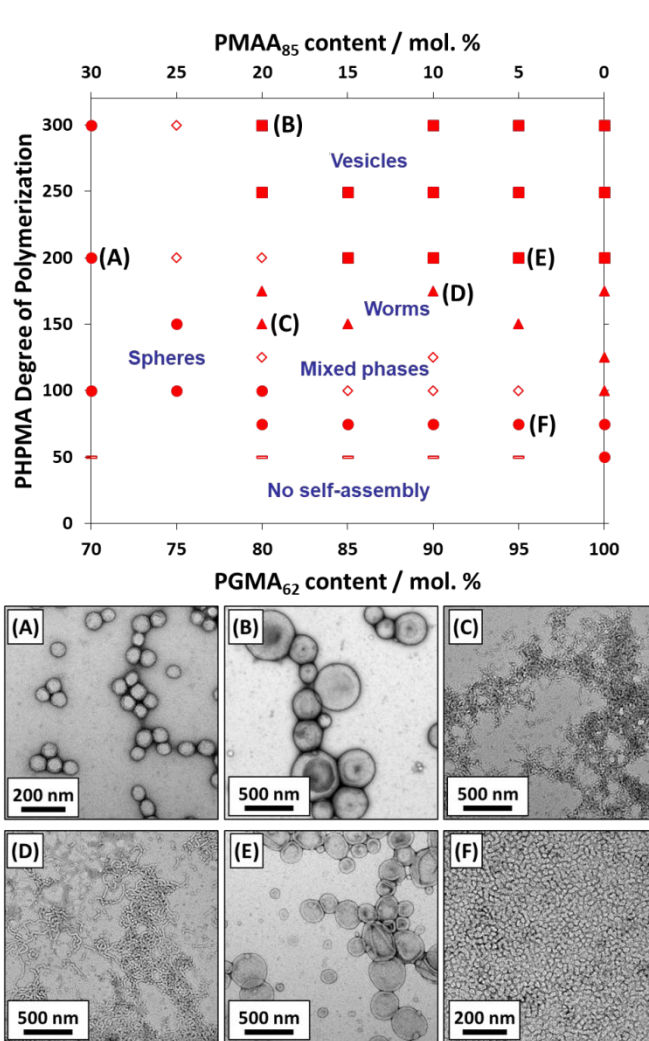 PMAA₈₅ content / mol. %
30 25 20 15 10 5 0
PHPMA Degree of Polymerization
300
(B)
Vesicles
250
200
(A)
(E)
(D)
Worms
150
(C)
Spheres
Mixed phases
100
(F)
50
No self-assembly
0
70 75 80 85 90 95 100
PGMA₆₂ content / mol. %
(A)
200 nm
(B)
500 nm
(C)
500 nm
(D)
500 nm
(E)
500 nm
(F)
200 nm